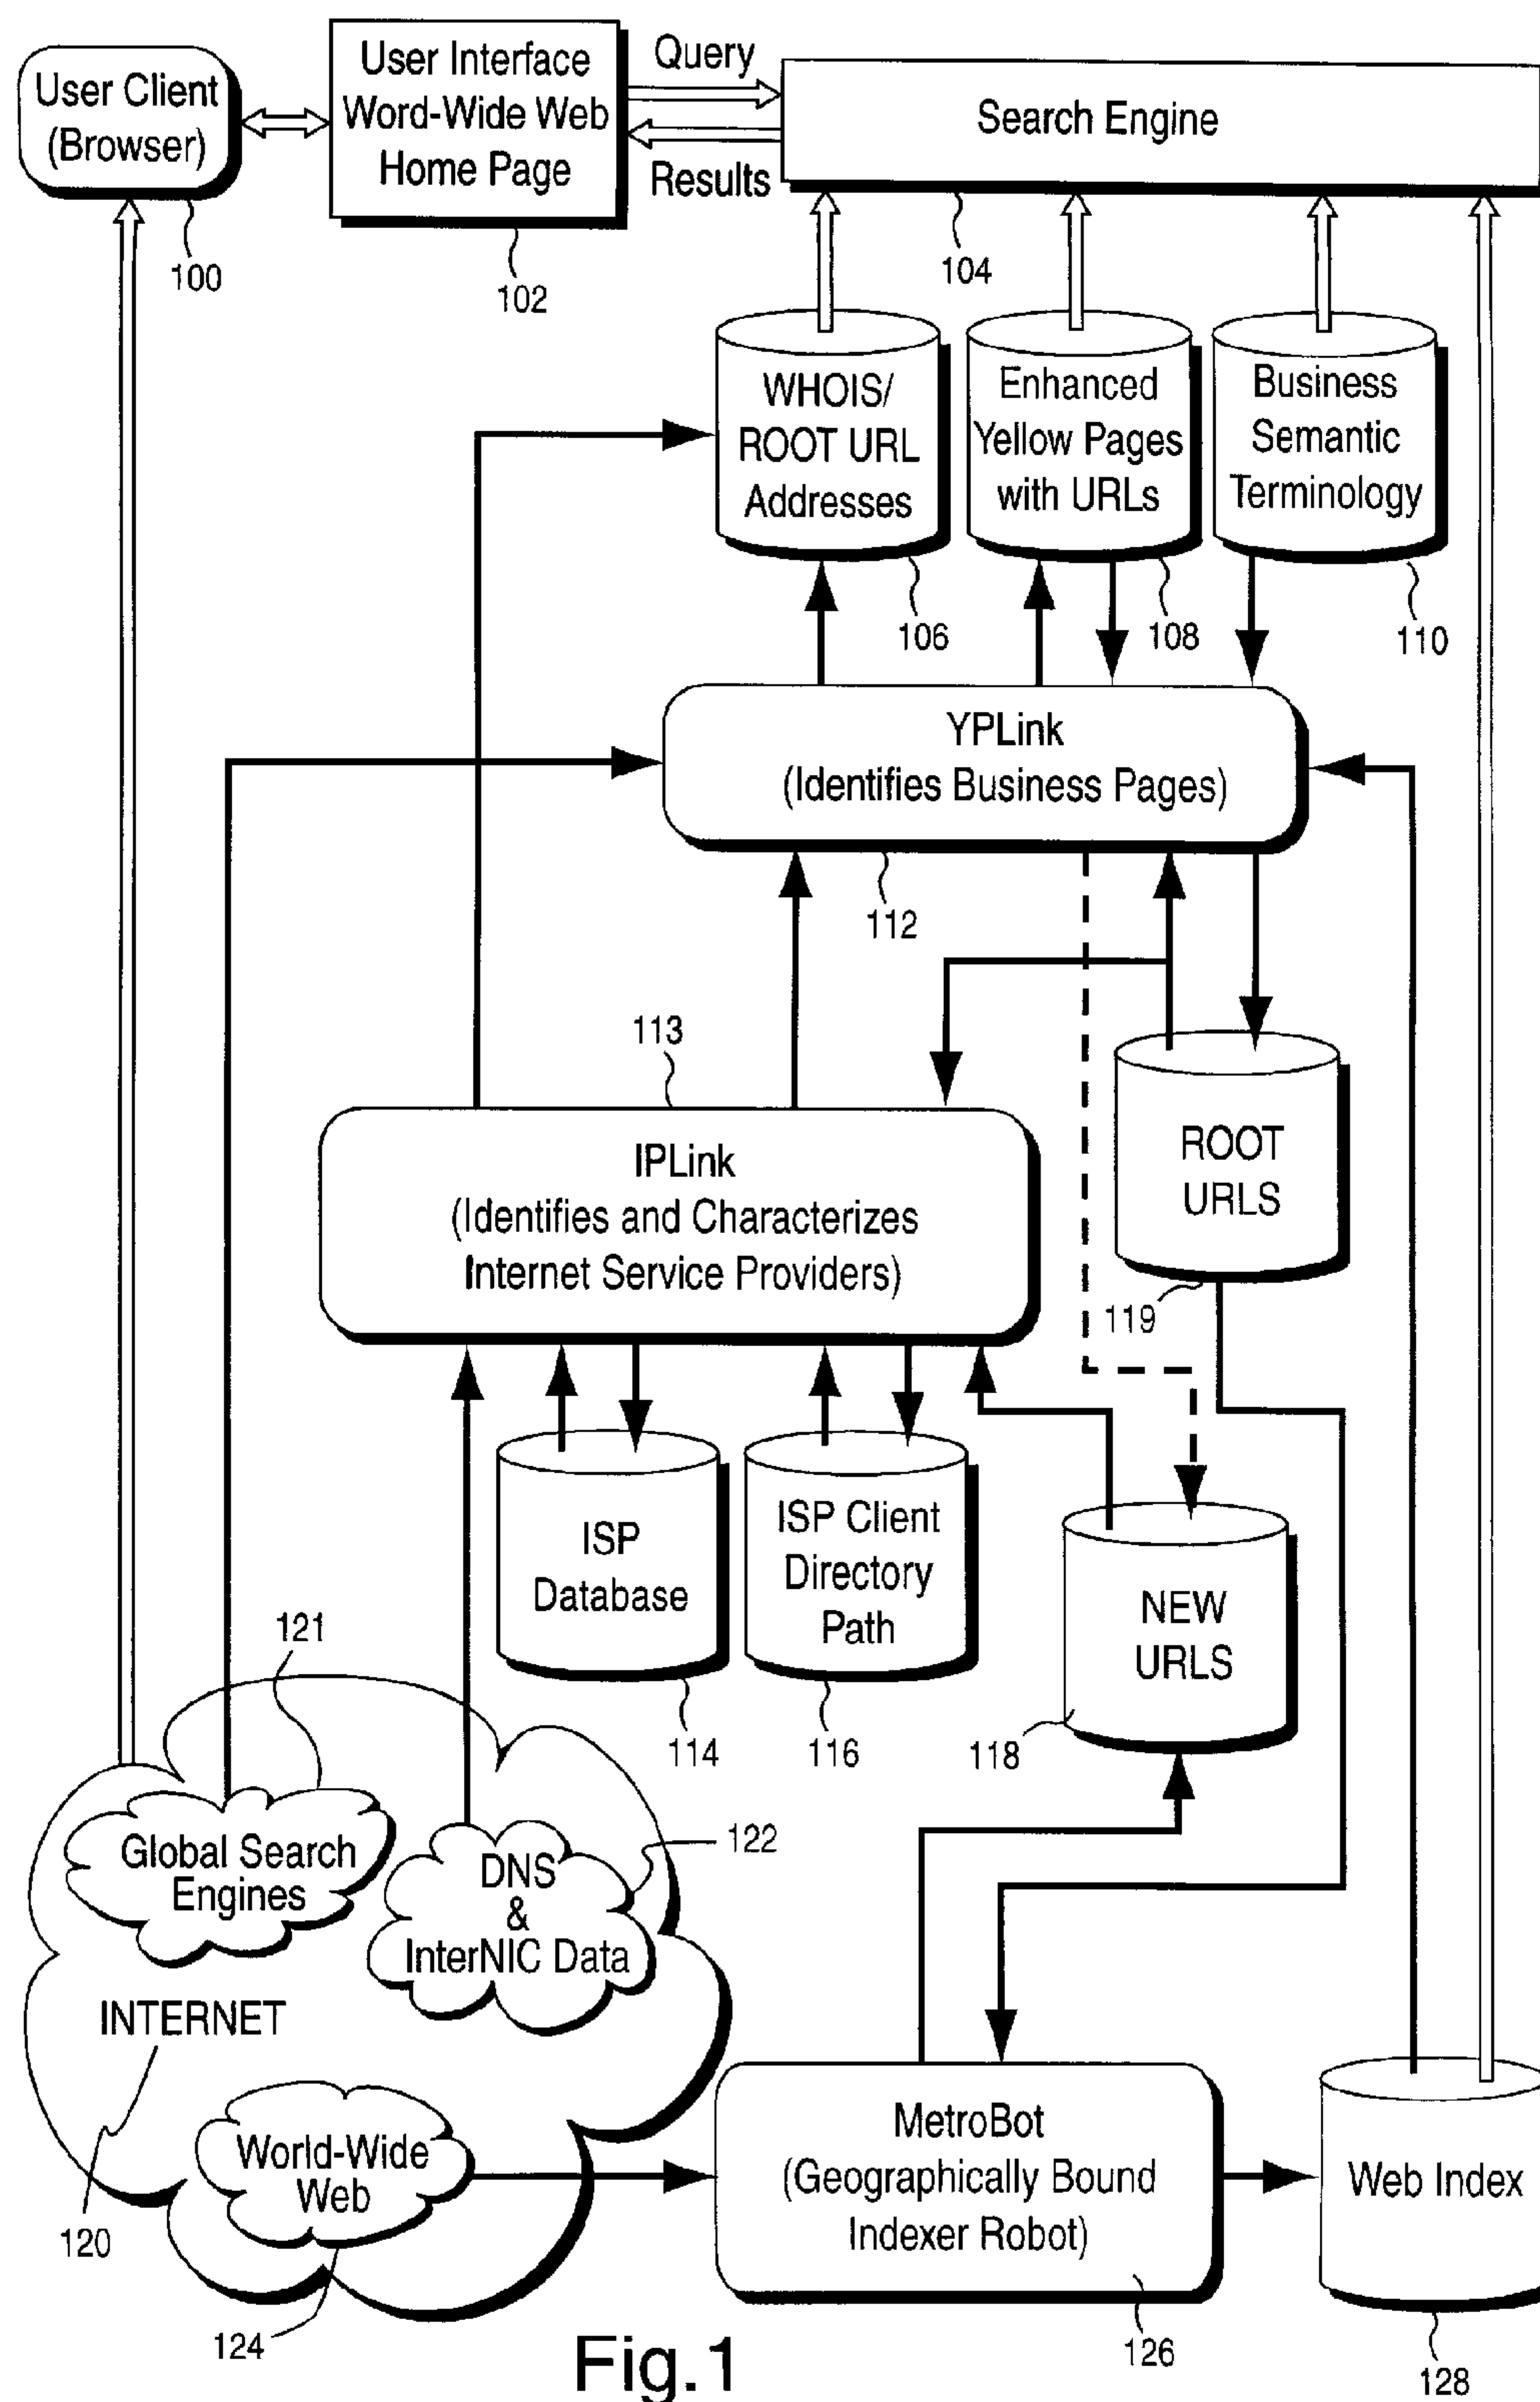 User Client
(Browser)
100
User Interface
Word-Wide Web
Home Page
102
Query
Results
Search Engine
104
WHOIS/
ROOT URL
Addresses
106
Enhanced
Yellow Pages
with URLs
108
Business
Semantic
Terminology
110
YPLink
(Identifies Business Pages)
112
113
IPLink
(Identifies and Characterizes
Internet Service Providers)
ROOT
URLS
119
ISP
Database
114
ISP Client
Directory
Path
116
NEW
URLS
118
121
Global Search
Engines
DNS
&
InterNIC Data
122
INTERNET
120
World-Wide
Web
124
MetroBot
(Geographically Bound
Indexer Robot)
126
Web Index
128
Fig.1